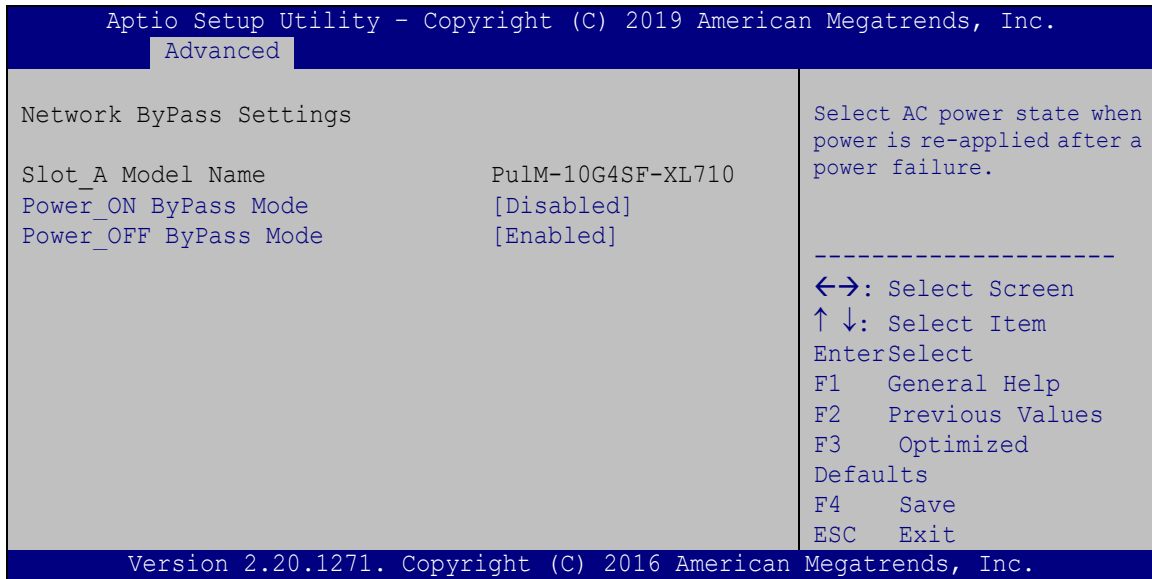 Aptio Setup Utility – Copyright (C) 2019 American Megatrends, Inc.
Advanced
Network ByPass Settings
Slot_A Model Name PulM-10G4SF-XL710
Power_ON ByPass Mode [Disabled]
Power_OFF ByPass Mode [Enabled]
Select AC power state when
power is re-applied after a
power failure.
---------------------
←→: Select Screen
↑ ↓: Select Item
EnterSelect
F1 General Help
F2 Previous Values
F3 Optimized
Defaults
F4 Save
ESC Exit
Version 2.20.1271. Copyright (C) 2016 American Megatrends, Inc.